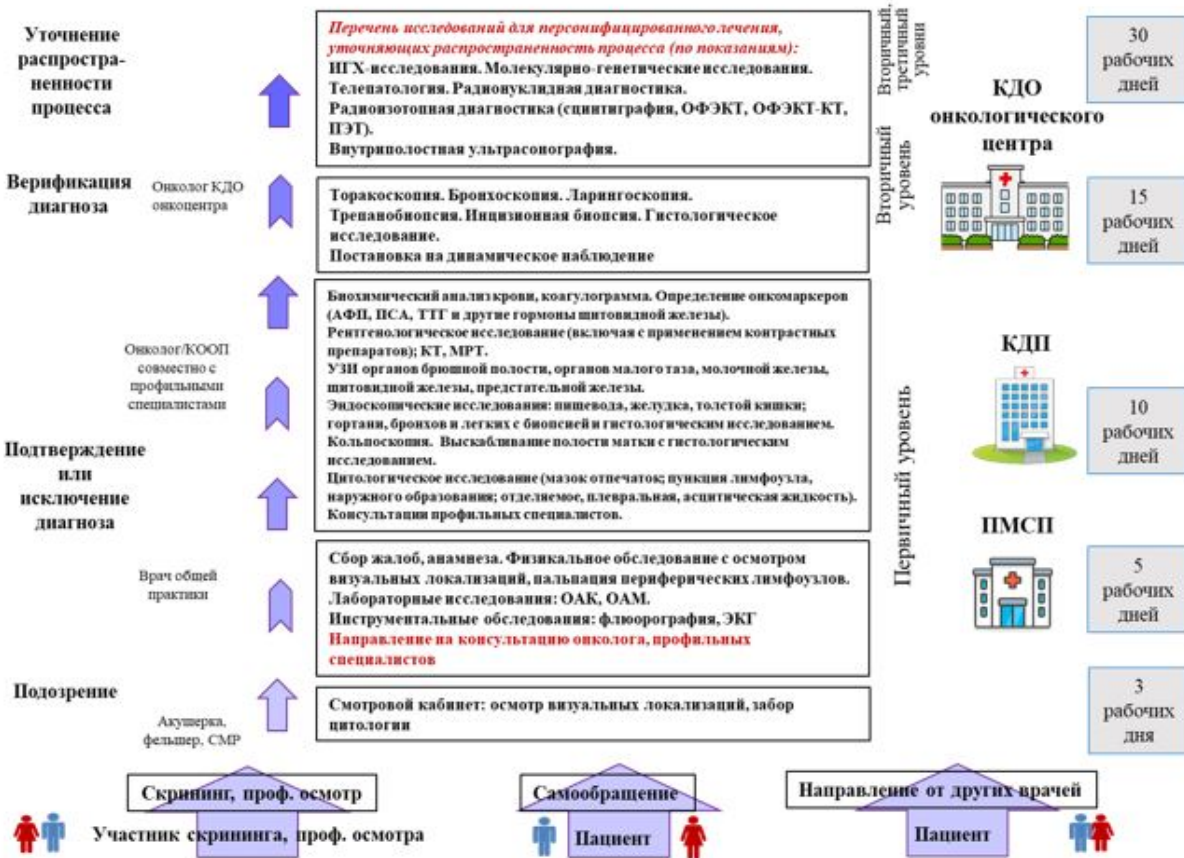 Уточнение
распростра-
ненности
процесса
Перечень исследований для персонифицированного лечения,
уточняющих распространенность процесса (по показаниям):
ИГХ-исследования. Молекулярно-генетические исследования.
Телепатология. Радионуклидная диагностика.
Радиоизотопная диагностика (сцинтиграфия, ОФЭКТ, ОФЭКТ-КТ,
ПЭТ).
Внутриполостная ультрасонография.
Вторичный,
третичный
уровни
КДО
онкологического
центра
30
рабочих
дней
Верификация
диагноза
Онколог КДО
онкоцентра
Торакоскопия. Бронхоскопия. Ларингоскопия.
Трепанобиопсия. Инцизионная биопсия. Гистологическое
исследование.
Постановка на динамическое наблюдение
Вторичный
уровень
15
рабочих
дней
Онколог/КООП
совместно с
профильными
специалистами
Биохимический анализ крови, коагулограмма. Определение онкомаркеров
(АФП, ПСА, ТТГ и другие гормоны щитовидной железы).
Рентгенологическое исследование (включая с применением контрастных
препаратов); КТ, МРТ.
УЗИ органов брюшной полости, органов малого таза, молочной железы,
щитовидной железы, предстательной железы.
Эндоскопические исследования: пищевода, желудка, толстой кишки;
гортани, бронхов и легких с биопсией и гистологическим исследованием.
Кольпоскопия. Выскабливание полости матки с гистологическим
исследованием.
Цитологическое исследование (мазок отпечаток; пункция лимфоузла,
наружного образования; отделяемое, плевральная, асцитическая жидкость).
Консультации профильных специалистов.
Первичный уровень
КДП
10
рабочих
дней
Подтверждение
или
исключение
диагноза
Врач общей
практики
Сбор жалоб, анамнеза. Физикальное обследование с осмотром
визуальных локализаций, пальпация периферических лимфоузлов.
Лабораторные исследования: ОАК, ОАМ.
Инструментальные обследования: флюорография, ЭКГ
Направление на консультацию онколога, профильных
специалистов
ПМСП
5
рабочих
дней
Подозрение
Акушерка,
фельшер, СМР
Смотровой кабинет: осмотр визуальных локализаций, забор
цитологии
3
рабочих
дня
Скрининг, проф. осмотр
Самообращение
Направление от других врачей
Участник скрининга, проф. осмотра
Пациент
Пациент